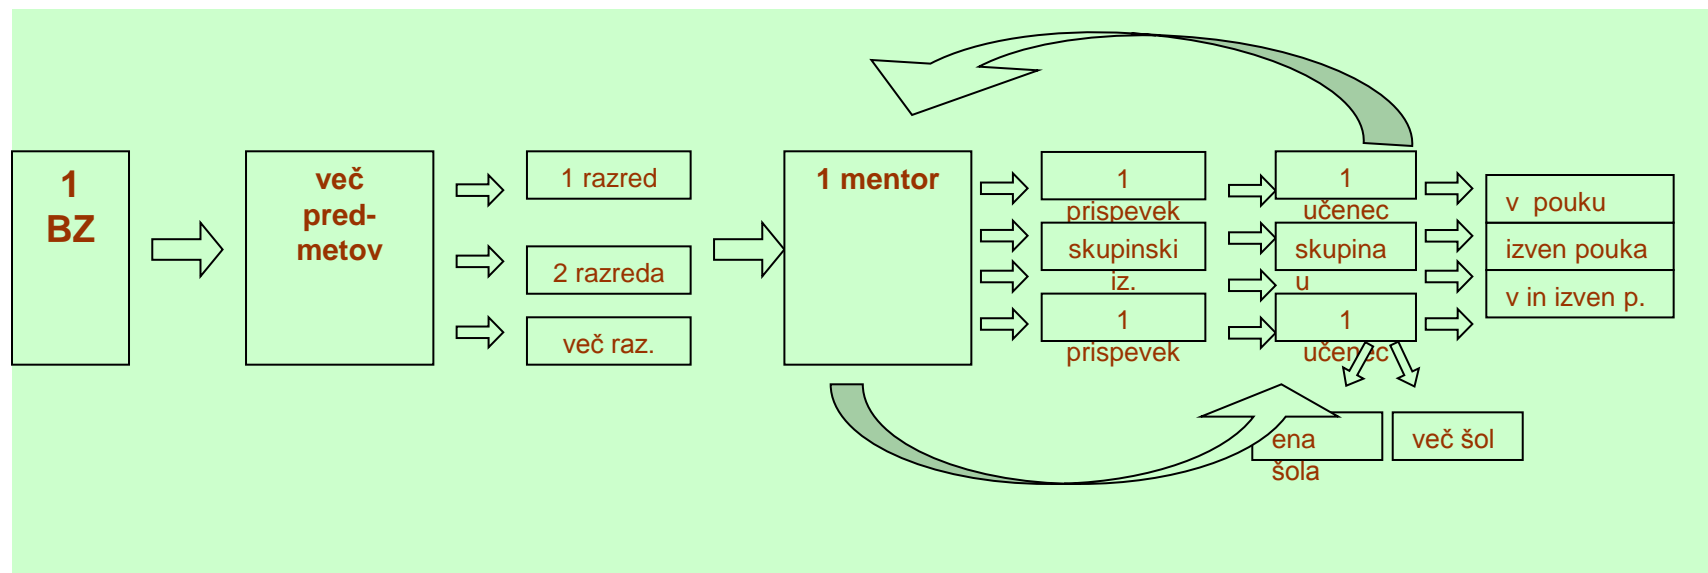 1
BZ
več
pred-
metov
1 razred
2 razreda
več raz.
1 mentor
1
prispevek
skupinski
iz.
1
prispevek
1
učenec
skupina
u
1
učenec
v pouku
izven pouka
v in izven p.
ena
šola
več šol